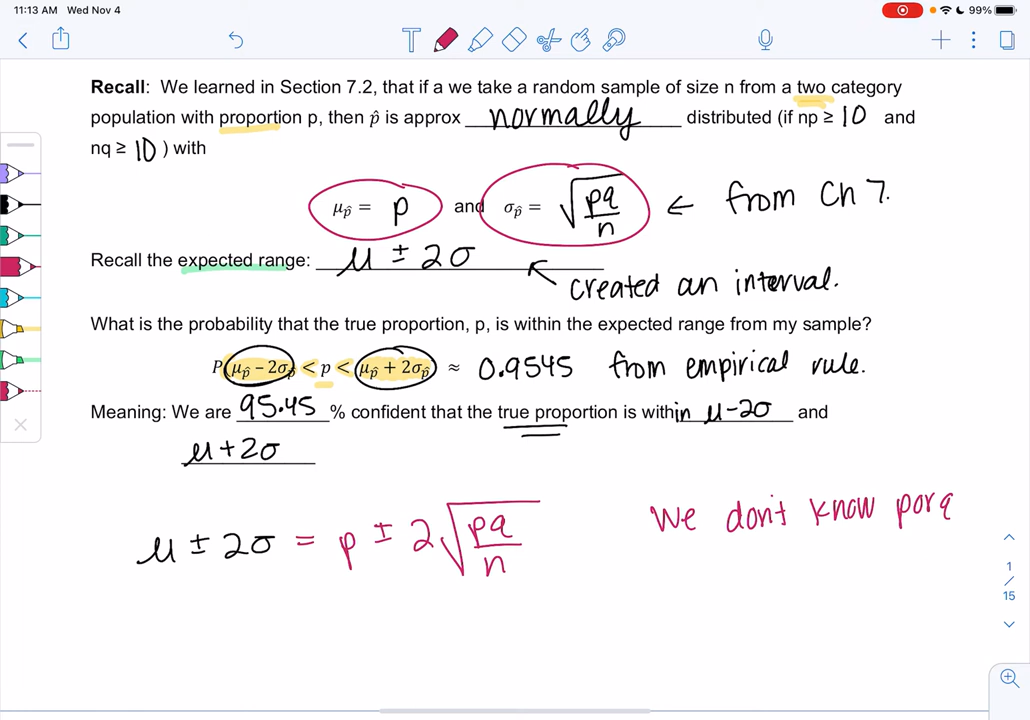 11:13 AM Wed Nov 4 99%
T
Recall: We learned in Section 7.2, that if a we take a random sample of size n from a two category
population with proportion p, then p̂ is approx normally distributed (if np ≥ 10 and
nq ≥ 10 ) with
μp̂ = p and σp̂ = √(pq/n) ← from Ch 7.
Recall the expected range: μ ± 2σ
created an interval.
What is the probability that the true proportion, p, is within the expected range from my sample?
P(μp̂ − 2σp̂ < p < μp̂ + 2σp̂) ≈ 0.9545 from empirical rule.
Meaning: We are 95.45 % confident that the true proportion is within μ-2σ and
μ+2σ
μ ± 2σ = p ± 2√(pq/n) We don't know p or q
1
/
15